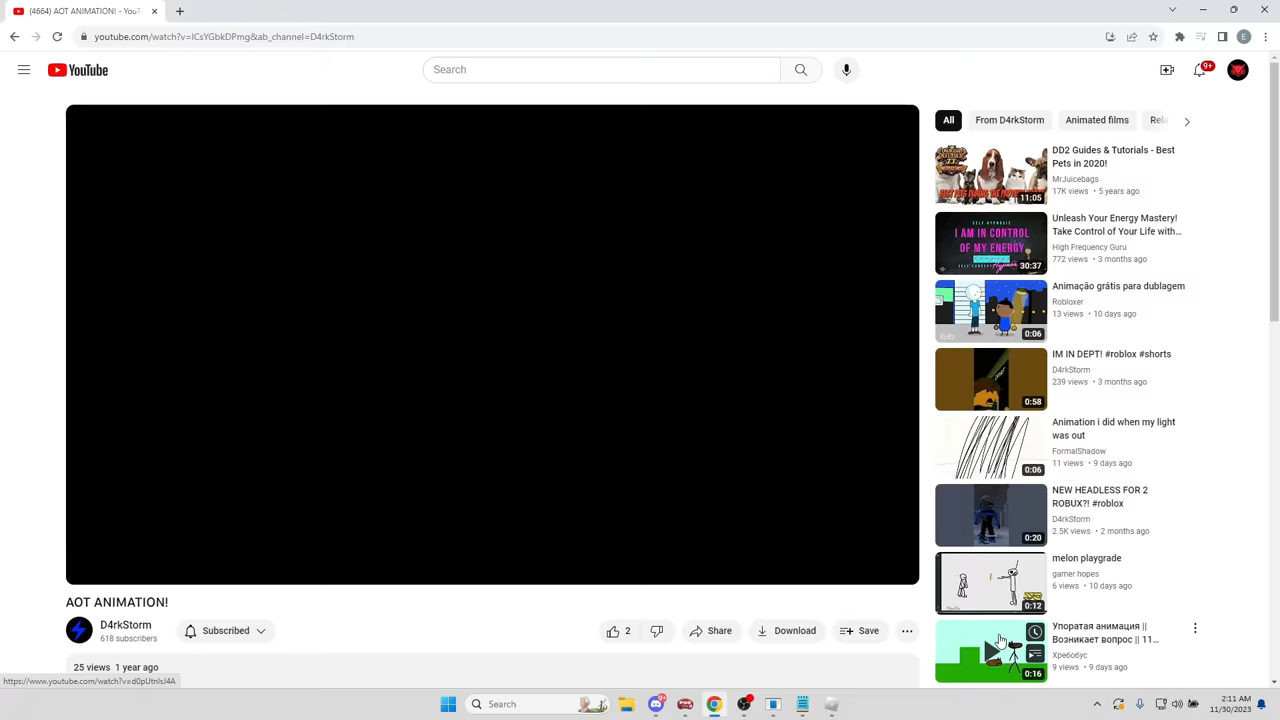 (4664) AOT ANIMATION! - YouT
youtube.com/watch?v=ICsYGbkDPmg&ab_channel=D4rkStorm
E
YouTube
Search
9+
All
From D4rkStorm
Animated films
Rela
DD2 Guides & Tutorials - Best
Pets in 2020!
MrJuicebags
17K views • 5 years ago
11:05
Unleash Your Energy Mastery!
Take Control of Your Life with...
High Frequency Guru
772 views • 3 months ago
SELF HYPNOSIS
I AM IN CONTROL
OF MY ENERGY
30:37
Animação grátis para dublagem
Robloxer
13 views • 10 days ago
0:06
IM IN DEPT! #roblox #shorts
D4rkStorm
239 views • 3 months ago
0:58
Animation i did when my light
was out
FormalShadow
11 views • 9 days ago
0:06
NEW HEADLESS FOR 2
ROBUX?! #roblox
D4rkStorm
2.5K views • 2 months ago
0:20
melon playgrade
gamer hopes
6 views • 10 days ago
0:12
Упоратая анимация ||
Возникает вопрос || 11...
Хребобус
9 views • 9 days ago
0:16
AOT ANIMATION!
D4rkStorm
618 subscribers
Subscribed
2
Share
Download
Save
25 views 1 year ago
https://www.youtube.com/watch?v=d0pUtnIsJ4A
Search
9+
2:11 AM
11/30/2023